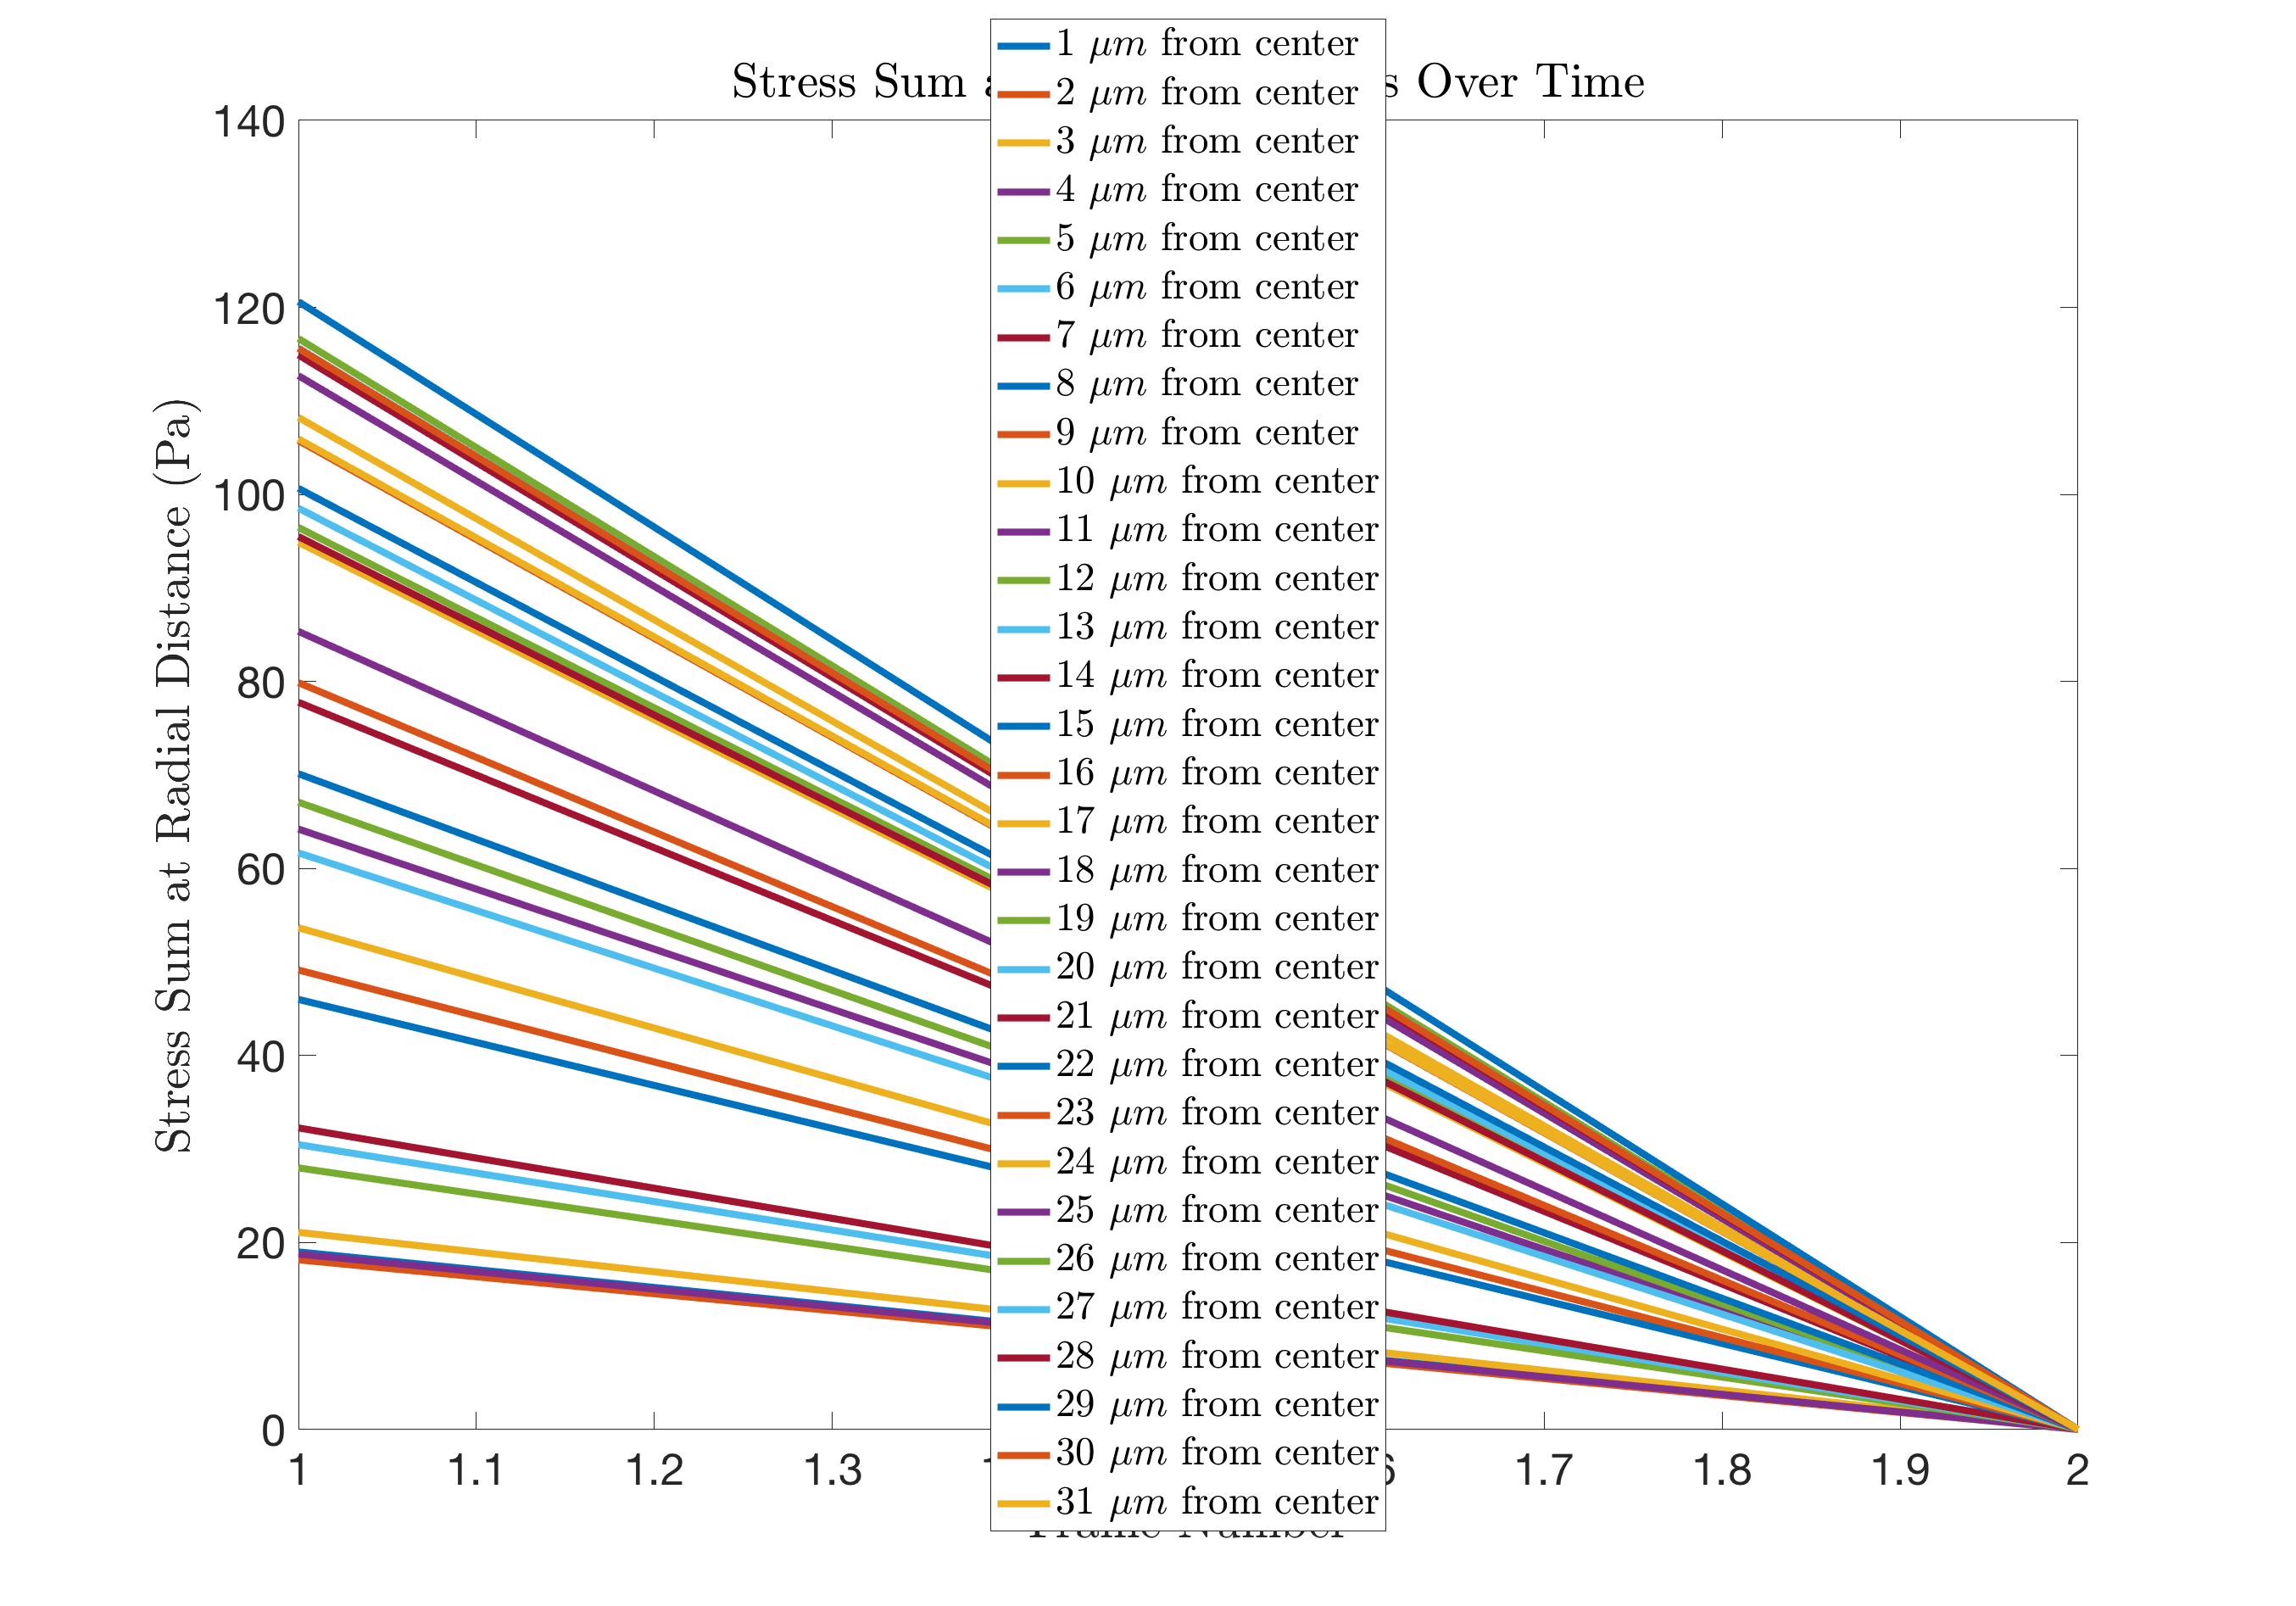 Stress Sum a
s Over Time
140
120
100
80
60
40
20
0
Stress Sum at Radial Distance (Pa)
1 μm from center
2 μm from center
3 μm from center
4 μm from center
5 μm from center
6 μm from center
7 μm from center
8 μm from center
9 μm from center
10 μm from center
11 μm from center
12 μm from center
13 μm from center
14 μm from center
15 μm from center
16 μm from center
17 μm from center
18 μm from center
19 μm from center
20 μm from center
21 μm from center
22 μm from center
23 μm from center
24 μm from center
25 μm from center
26 μm from center
27 μm from center
28 μm from center
29 μm from center
30 μm from center
31 μm from center
1 1.1 1.2 1.3 1.7 1.8 1.9 2
Frame Number